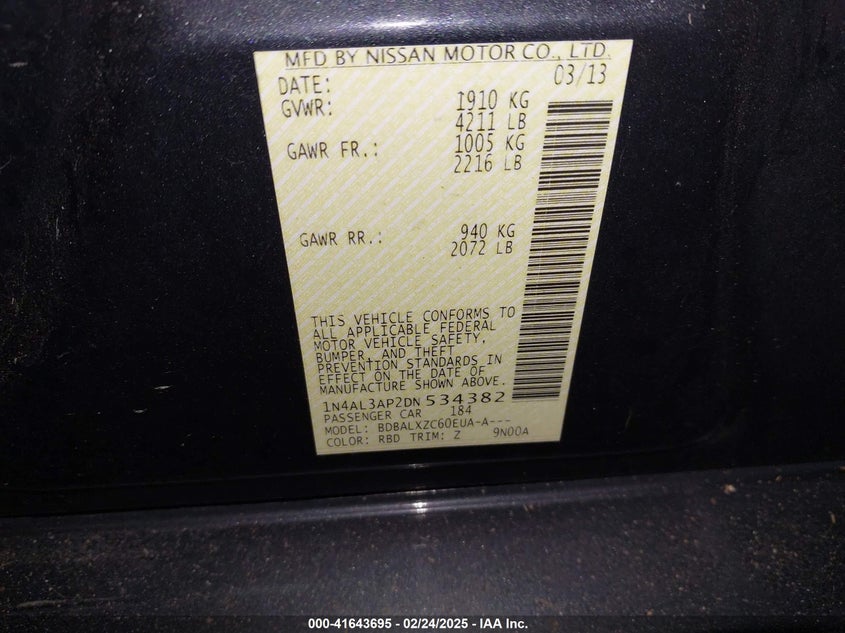 MFD BY NISSAN MOTOR CO., LTD.
DATE: 03/13
GVWR: 1910 KG
4211 LB
GAWR FR.: 1005 KG
2216 LB
GAWR RR.: 940 KG
2072 LB
THIS VEHICLE CONFORMS TO
ALL APPLICABLE FEDERAL
MOTOR VEHICLE SAFETY,
BUMPER, AND THEFT
PREVENTION STANDARDS IN
EFFECT ON THE DATE OF
MANUFACTURE SHOWN ABOVE.
1N4AL3AP2DN534382
PASSENGER CAR 184
MODEL: BDBALXZC60EUA-A---
COLOR: RBD TRIM: Z 9N00A
000-41643695 - 02/24/2025 - IAA Inc.